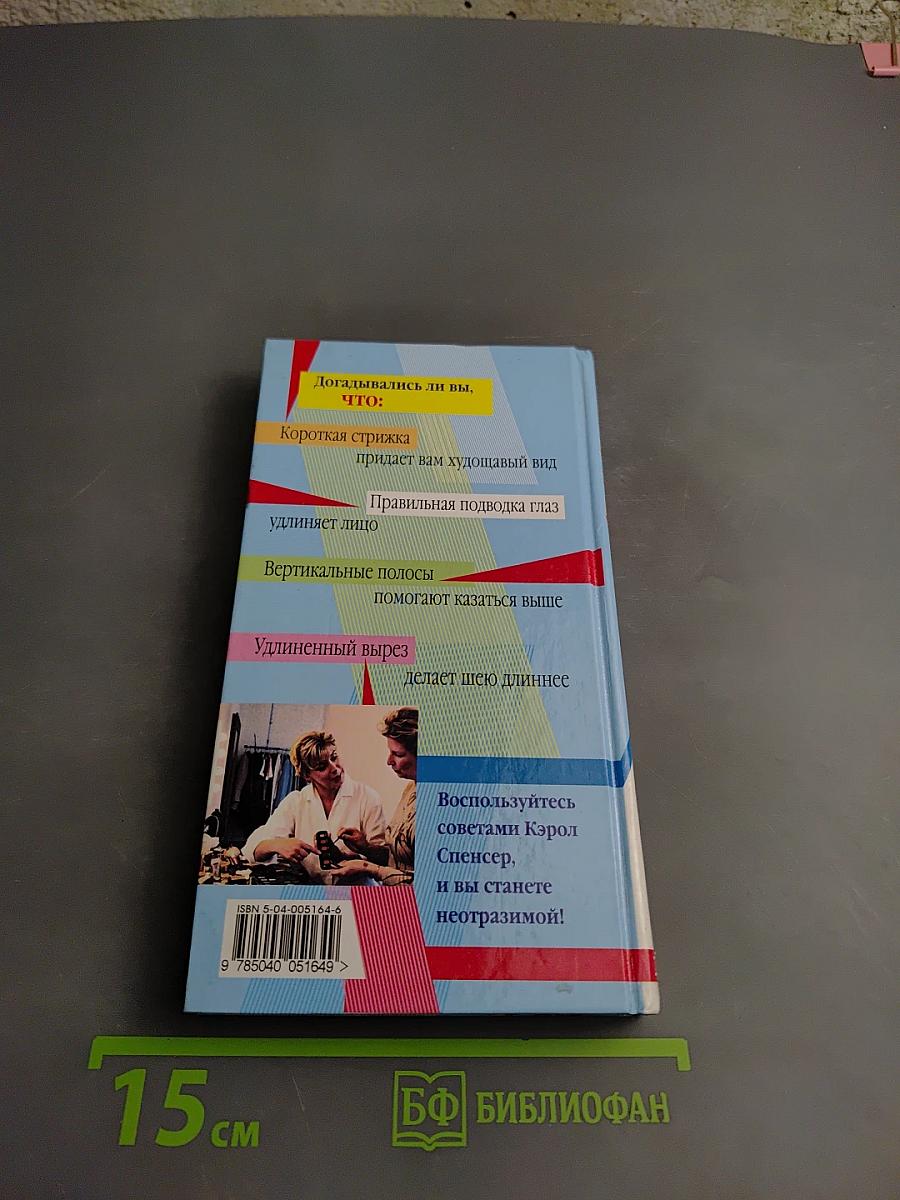 Догадывались ли вы,
ЧТО:
Короткая стрижка
придает вам худощавый вид
Правильная подводка глаз
удлиняет лицо
Вертикальные полосы
помогают казаться выше
Удлиненный вырез
делает шею длиннее
Воспользуйтесь
советами Кэрол
Спенсер,
и вы станете
неотразимой!
ISBN 5-04-005164-6
9 785040 051649 >
15 см
БФ БИБЛИОФАН